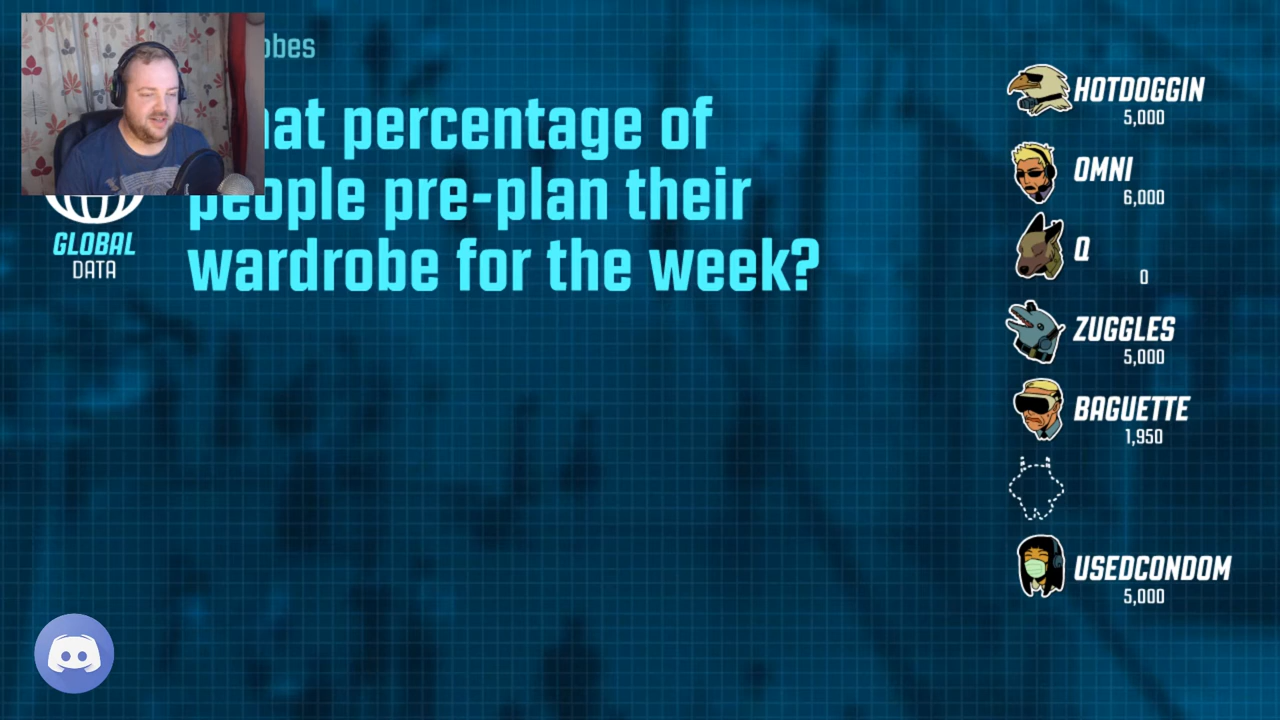 hat percentage of
people pre-plan their
wardrobe for the week?
GLOBAL
DATA
HOTDOGGIN
5,000
OMNI
6,000
Q
0
ZUGGLES
5,000
BAGUETTE
1,950
USEDCONDOM
5,000